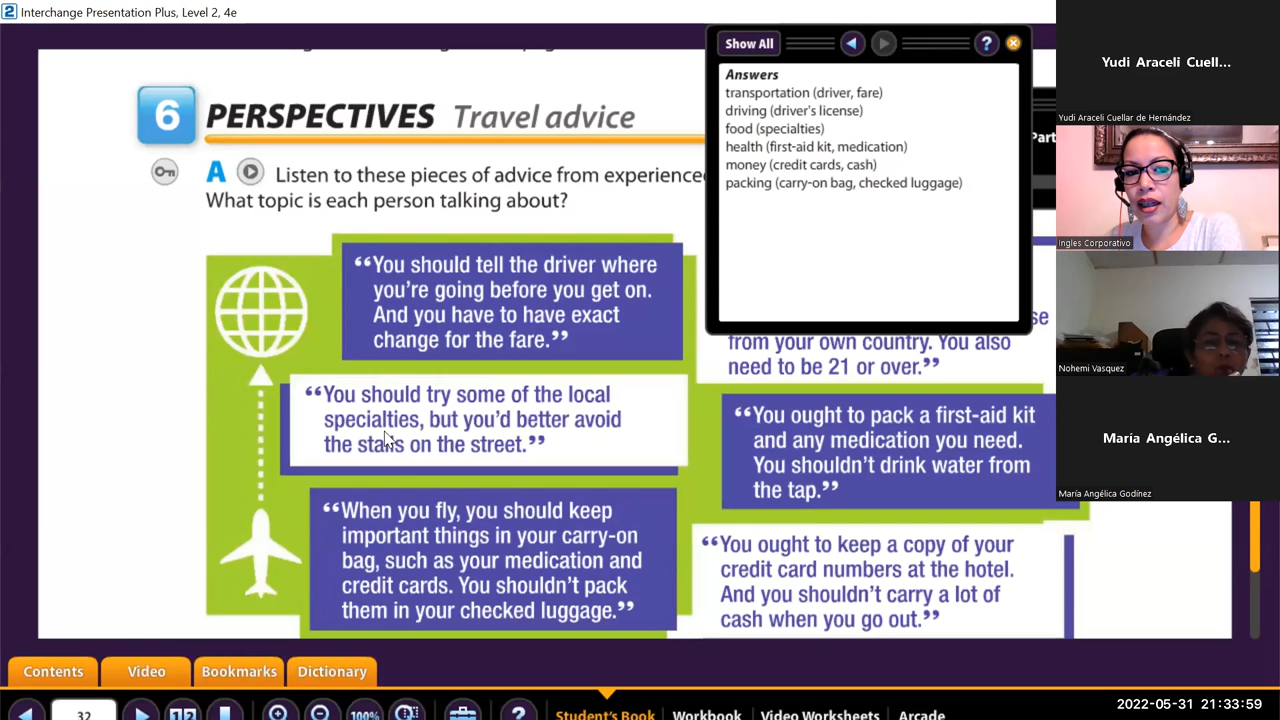 Interchange Presentation Plus, Level 2, 4e
6
PERSPECTIVES Travel advice
A Listen to these pieces of advice from experience
What topic is each person talking about?
“You should tell the driver where
you're going before you get on.
And you have to have exact
change for the fare.”
“You should try some of the local
specialties, but you'd better avoid
the stalls on the street.”
“When you fly, you should keep
important things in your carry-on
bag, such as your medication and
credit cards. You shouldn't pack
them in your checked luggage.”
se
from your own country. You also
need to be 21 or over.”
“You ought to pack a first-aid kit
and any medication you need.
You shouldn't drink water from
the tap.”
“You ought to keep a copy of your
credit card numbers at the hotel.
And you shouldn't carry a lot of
cash when you go out.”
Show All
?
Answers
transportation (driver, fare)
driving (driver's license)
food (specialties)
health (first-aid kit, medication)
money (credit cards, cash)
packing (carry-on bag, checked luggage)
Part
Yudi Araceli Cuell...
Yudi Araceli Cuellar de Hernández
Ingles Corporativo
Nohemi Vasquez
María Angélica G...
María Angélica Godínez
Contents
Video
Bookmarks
Dictionary
32
1 2
100%
?
Student's Book
Workbook
Video Worksheets
Arcade
2022-05-31 21:33:59